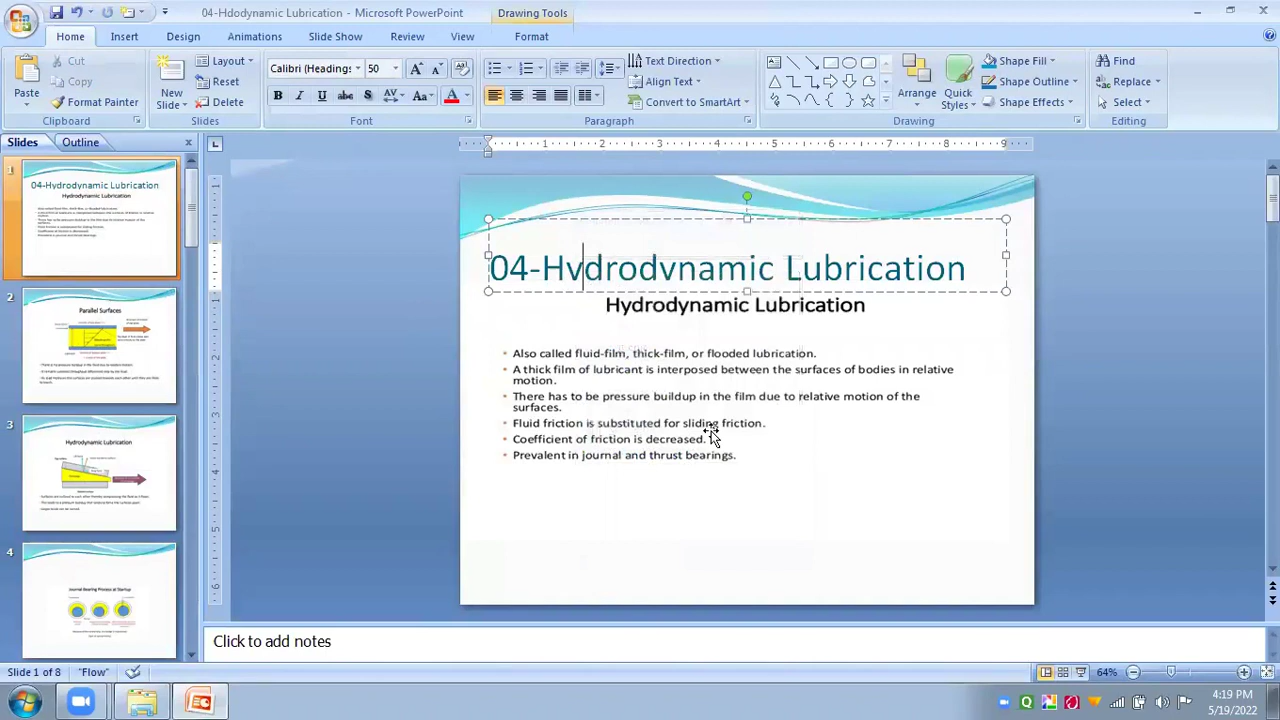 04-Hdodynamic Lubrication - Microsoft PowerPoint
Drawing Tools
Home Insert Design Animations Slide Show Review View Format
Cut
Copy
Format Painter
Paste
Clipboard
New Slide
Layout
Reset
Delete
Slides
Calibri (Headings) 50
Font
Text Direction
Align Text
Convert to SmartArt
Paragraph
Arrange
Quick Styles
Shape Fill
Shape Outline
Shape Effects
Drawing
Find
Replace
Select
Editing
Slides Outline
1
04-Hydrodynamic Lubrication
Hydrodynamic Lubrication
2
Parallel Surfaces
3
Hydrodynamic Lubrication
4
Journal Bearing Process at Startup
04-Hydrodynamic Lubrication
Hydrodynamic Lubrication
Also called fluid-film, thick-film, or flooded lubrication.
A thick film of lubricant is interposed between the surfaces of bodies in relative
motion.
There has to be pressure buildup in the film due to relative motion of the
surfaces.
Fluid friction is substituted for sliding friction.
Coefficient of friction is decreased.
Prevalent in journal and thrust bearings.
Click to add notes
Slide 1 of 8 "Flow" 64%
4:19 PM
5/19/2022